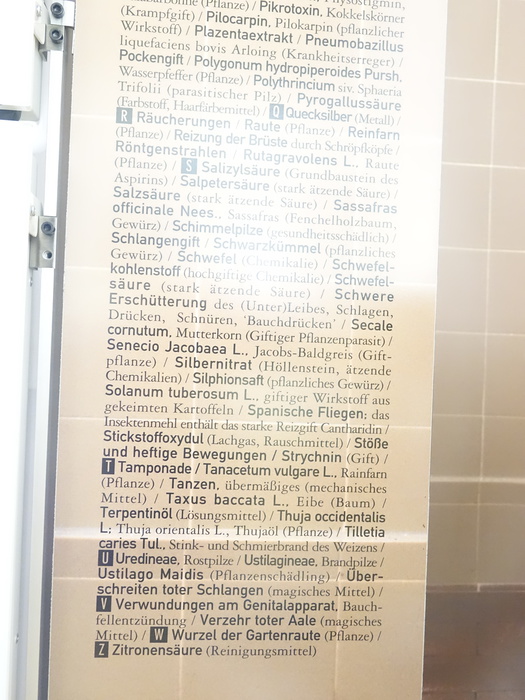 (Pflanze) / Pikrotoxin, Kokkelskörner
(Krampfgift) / Pilocarpin, Pilokarpin (pflanzlicher
Wirkstoff) / Plazentaextrakt / Pneumobazillus
liquefaciens bovis Arloing (Krankheitserreger) /
Pockengift / Polygonum hydropiperoides Pursh.
Wasserpfeffer (Pflanze) / Polythrincium siv. Sphaeria
Trifolii (parasitischer Pilz) / Pyrogallussäure
(Farbstoff, Haarfärbemittel) / Q Quecksilber (Metall) /
R Räucherungen / Raute (Pflanze) / Reinfarn
(Pflanze) / Reizung der Brüste durch Schröpfköpfe /
Röntgenstrahlen / Rutagravolens L., Raute
(Pflanze) / S Salizylsäure (Grundbaustein des
Aspirins) / Salpetersäure (stark ätzende Säure) /
Salzsäure (stark ätzende Säure) / Sassafras
officinale Nees., Sassafras (Fenchelholzbaum,
Gewürz) / Schimmelpilze (gesundheitsschädlich) /
Schlangengift / Schwarzkümmel (pflanzliches
Gewürz) / Schwefel (Chemikalie) / Schwefel-
kohlenstoff (hochgiftige Chemikalie) / Schwefel-
säure (stark ätzende Säure) / Schwere
Erschütterung des (Unter)Leibes, Schlagen,
Drücken, Schnüren, 'Bauchdrücken' / Secale
cornutum, Mutterkorn (Giftiger Pflanzenparasit) /
Senecio Jacobaea L., Jacobs-Baldgreis (Gift-
pflanze) / Silbernitrat (Höllenstein, ätzende
Chemikalien) / Silphionsaft (pflanzliches Gewürz) /
Solanum tuberosum L., giftiger Wirkstoff aus
gekeimten Kartoffeln / Spanische Fliegen; das
Insektenmehl enthält das starke Reizgift Cantharidin /
Stickstoffoxydul (Lachgas, Rauschmittel) / Stöße
und heftige Bewegungen / Strychnin (Gift) /
T Tamponade / Tanacetum vulgare L., Rainfarn
(Pflanze) / Tanzen, übermäßiges (mechanisches
Mittel) / Taxus baccata L., Eibe (Baum) /
Terpentinöl (Lösungsmittel) / Thuja occidentalis
L; Thuja orientalis L., Thujaöl (Pflanze) / Tilletia
caries Tul., Stink- und Schmierbrand des Weizens /
U Uredineae, Rostpilze / Ustilagineae, Brandpilze /
Ustilago Maidis (Pflanzenschädling) / Über-
schreiten toter Schlangen (magisches Mittel) /
V Verwundungen am Genitalapparat, Bauch-
fellentzündung / Verzehr toter Aale (magisches
Mittel) / W Wurzel der Gartenraute (Pflanze) /
Z Zitronensäure (Reinigungsmittel)